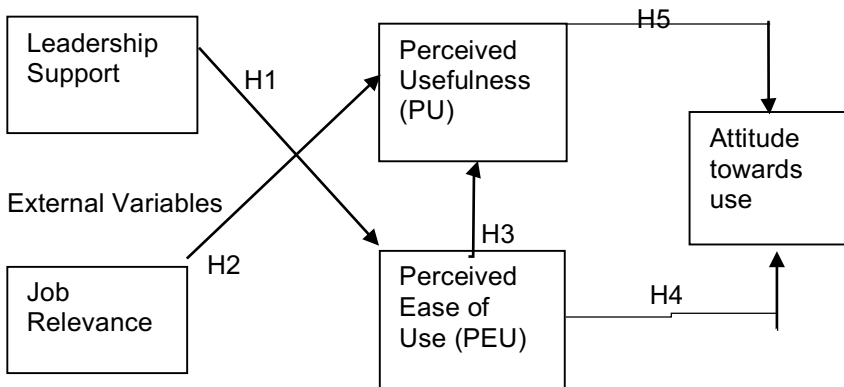 Leadership
Support
H1
External Variables
H2
Job
Relevance
Perceived
Usefulness
(PU)
H3
Perceived
Ease of
Use (PEU)
H5
H4
Attitude
towards
use